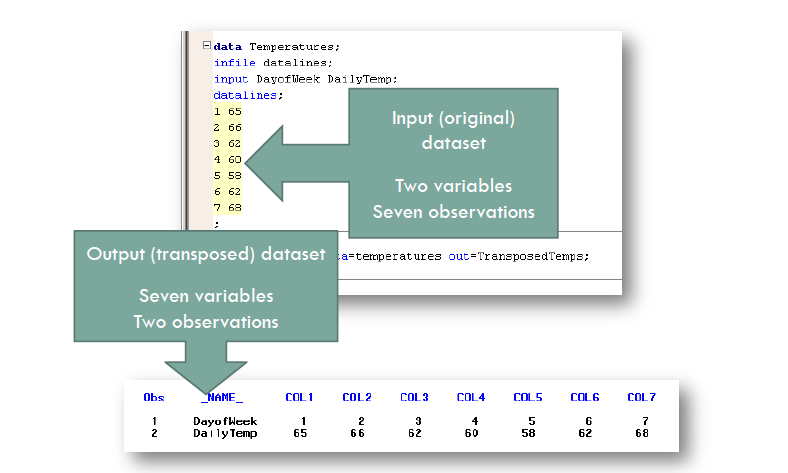 data Temperatures;
infile datalines;
input DayofWeek DailyTemp;
datalines;
1 65
2 66
3 62
4 60
5 58
6 62
7 68
;
Input (original)
dataset
Two variables
Seven observations
=temperatures out=TransposedTemps;
Output (transposed) dataset
Seven variables
Two observations
Obs _NAME_ COL1 COL2 COL3 COL4 COL5 COL6 COL7
1 DayofWeek 1 2 3 4 5 6 7
2 DailyTemp 65 66 62 60 58 62 68